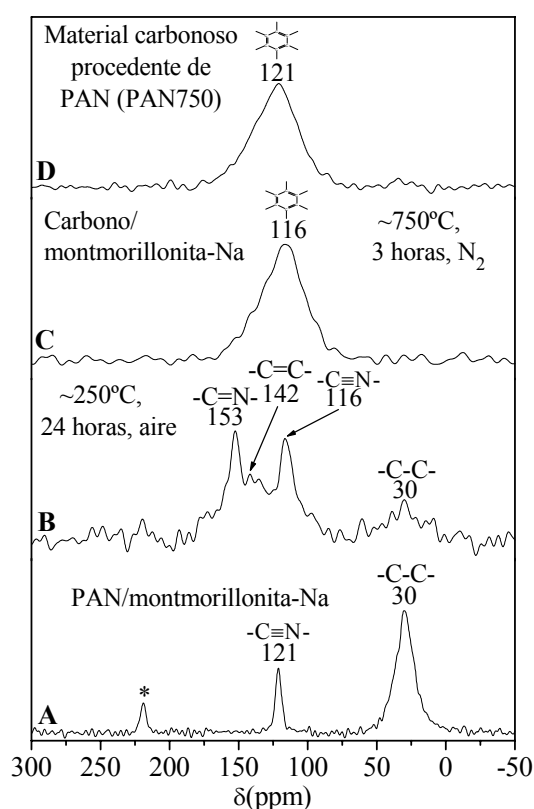 Material carbonoso
procedente de
PAN (PAN750)
121
D
Carbono/
montmorillonita-Na
116
~750ºC,
3 horas, N2
C
~250ºC,
24 horas, aire
-C=N-
153
-C=C-
142
-C≡N-
116
-C-C-
30
B
PAN/montmorillonita-Na
-C≡N-
121
-C-C-
30
*
A
300 250 200 150 100 50 0 -50
δ(ppm)